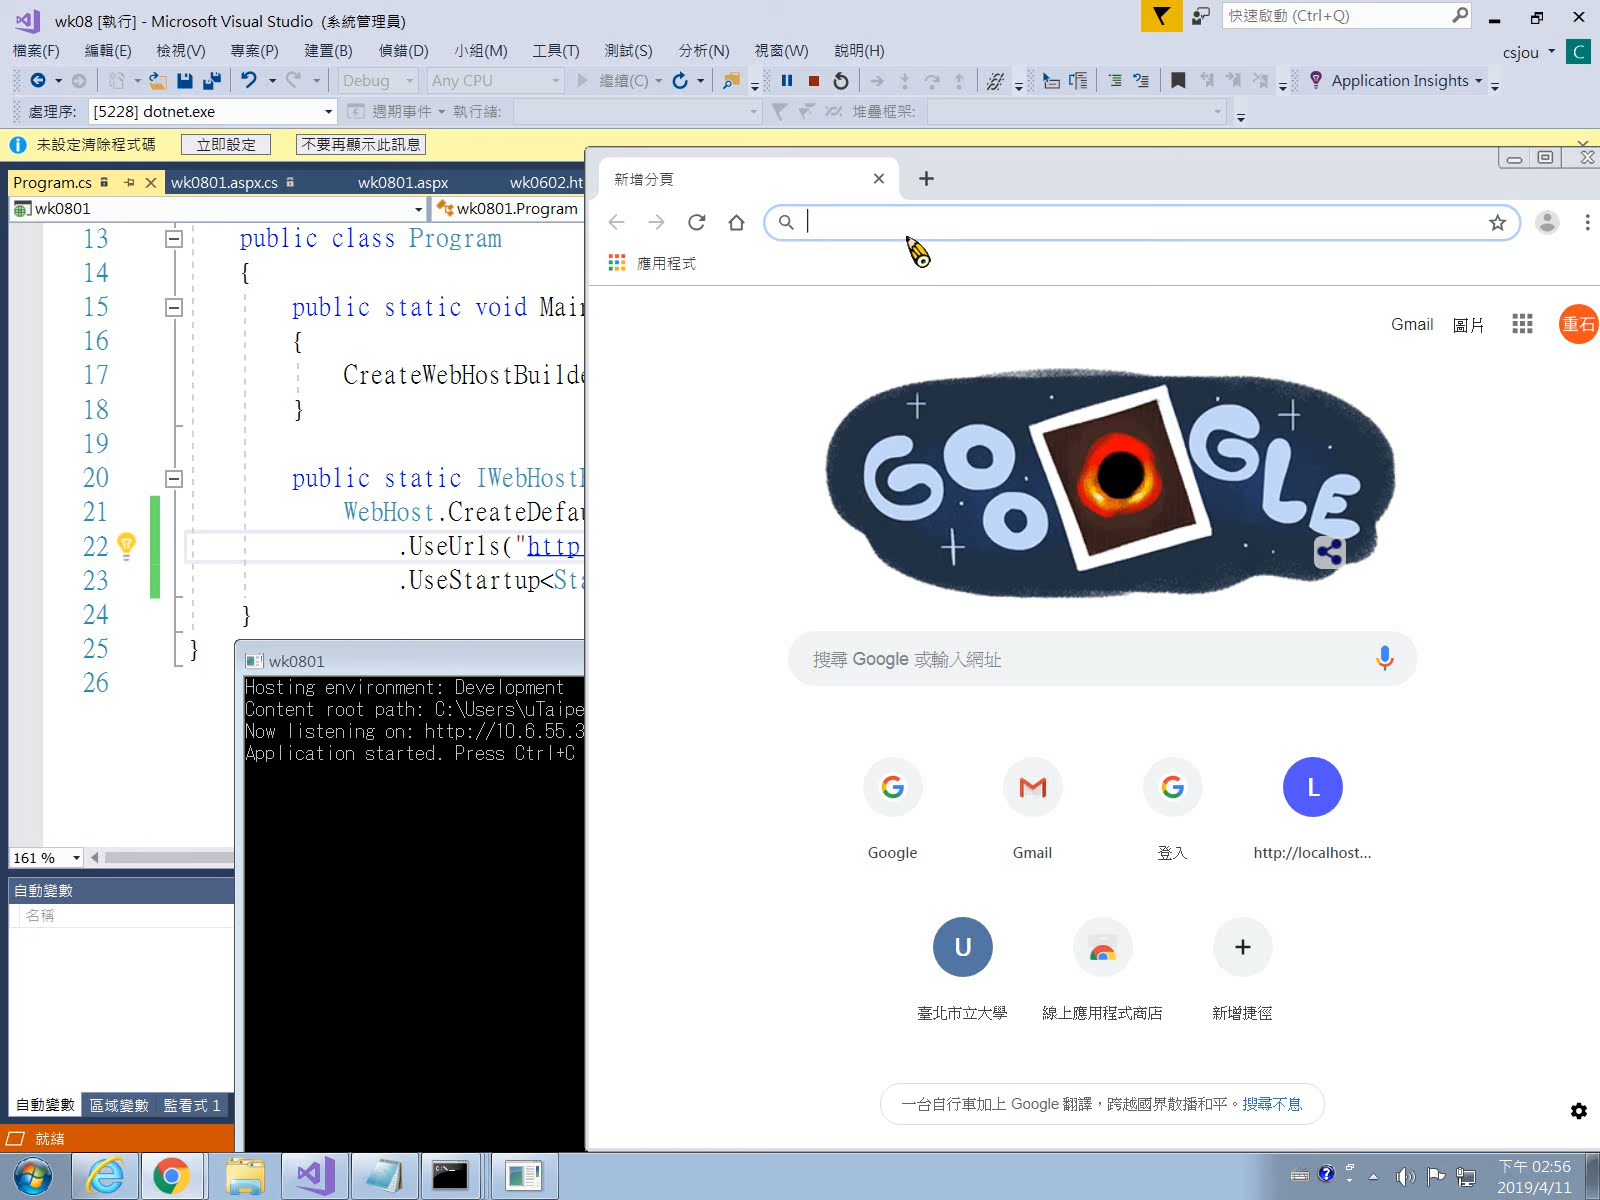 wk08 [執行] - Microsoft Visual Studio (系統管理員)
快速啟動 (Ctrl+Q)
檔案(F) 編輯(E) 檢視(V) 專案(P) 建置(B) 偵錯(D) 小組(M) 工具(T) 測試(S) 分析(N) 視窗(W) 說明(H)
csjou C
Debug Any CPU 繼續(C) Application Insights
處理序: [5228] dotnet.exe 週期事件 執行緒: 堆疊框架:
未設定清除程式碼 立即設定 不要再顯示此訊息
Program.cs wk0801.aspx.cs wk0801.aspx wk0602.ht
wk0801 wk0801.Program
13 public class Program
14 {
15 public static void Main
16 {
17 CreateWebHostBuilde
18 }
19
20 public static IWebHostB
21 WebHost.CreateDefau
22 .UseUrls("http
23 .UseStartup<Sta
24 }
25 }
26
161 %
自動變數
名稱
自動變數 區域變數 監看式 1
就緒
wk0801
Hosting environment: Development
Content root path: C:\Users\uTaipe
Now listening on: http://10.6.55.3
Application started. Press Ctrl+C
新增分頁
應用程式
Gmail 圖片 重石
GOOGLE
搜尋 Google 或輸入網址
Google Gmail 登入 L http://localhost...
U 臺北市立大學 線上應用程式商店 新增捷徑
一台自行車加上 Google 翻譯，跨越國界散播和平。搜尋不息
下午 02:56
2019/4/11